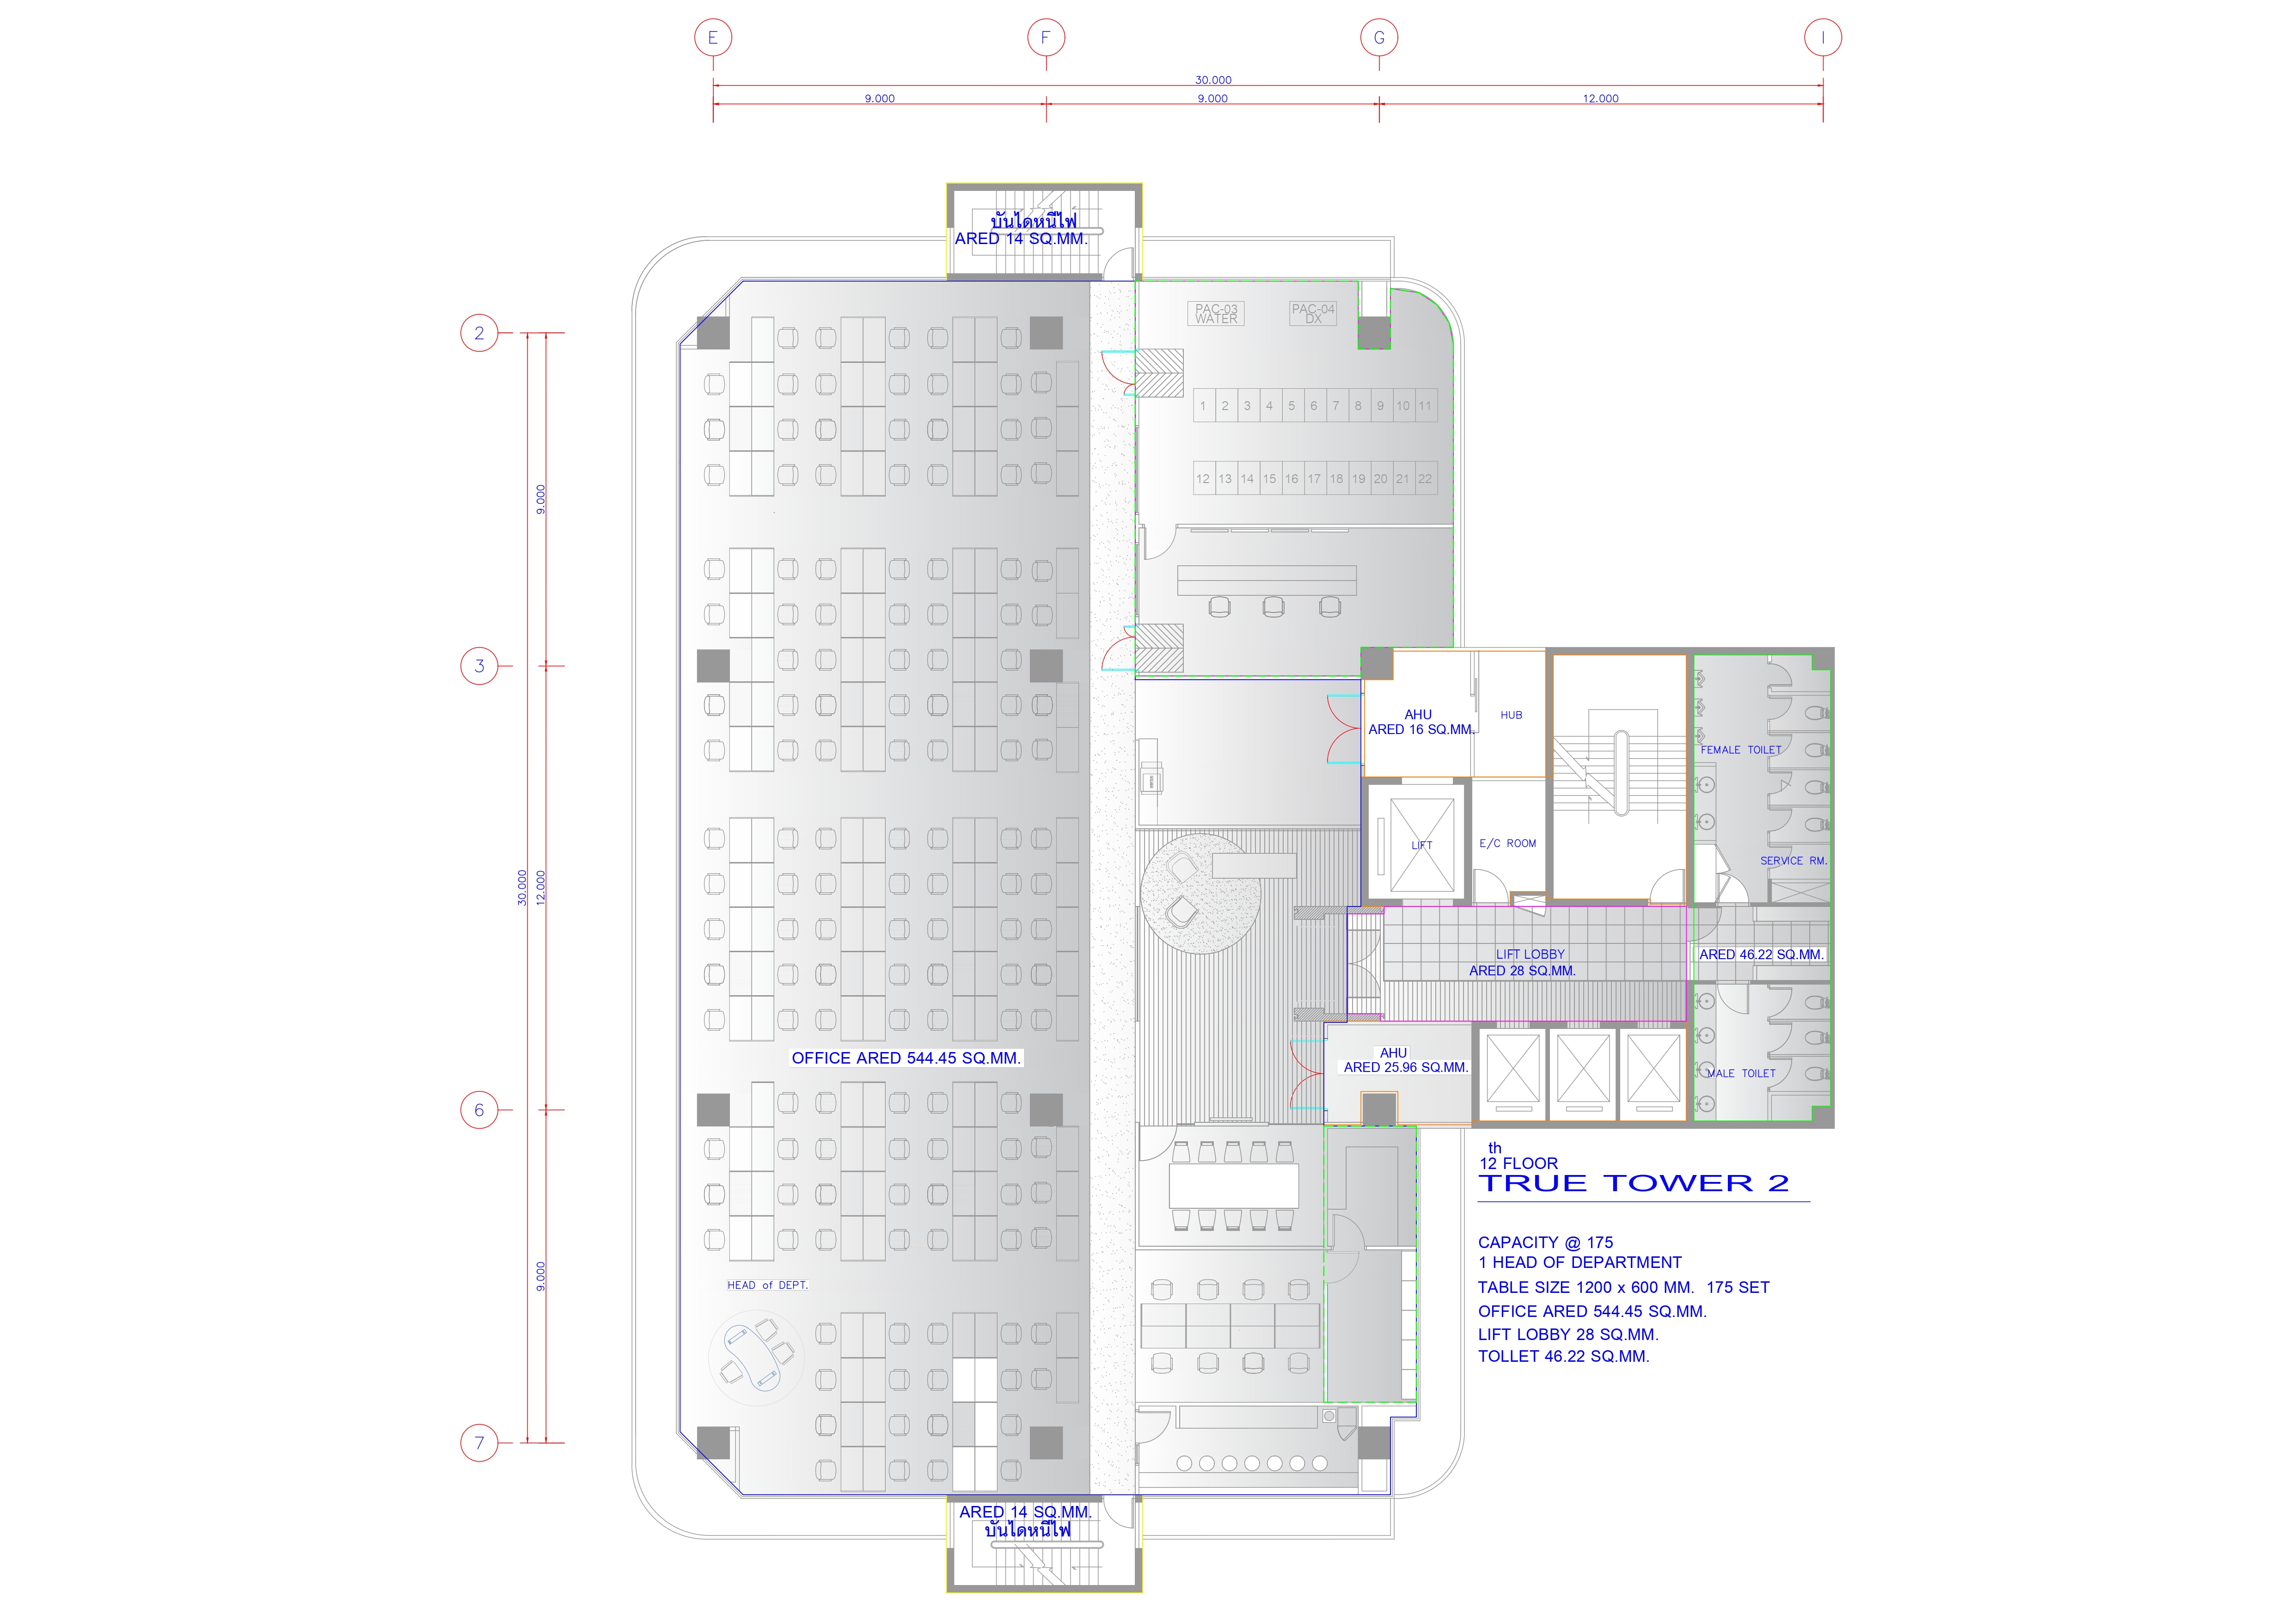 E
F
G
I
30.000
9.000
9.000
12.000
บันไดหนีไฟ
ARED 14 SQ.MM.
2
PAC-03
WATER
PAC-04
DX
1 2 3 4 5 6 7 8 9 10 11
12 13 14 15 16 17 18 19 20 21 22
9.000
3
AHU
ARED 16 SQ.MM.
HUB
FEMALE TOILET
LIFT
E/C ROOM
SERVICE RM.
30.000
12.000
LIFT LOBBY
ARED 28 SQ.MM.
ARED 46.22 SQ.MM.
OFFICE ARED 544.45 SQ.MM.
AHU
ARED 25.96 SQ.MM.
MALE TOILET
6
th
12 FLOOR
TRUE TOWER 2
CAPACITY @ 175
1 HEAD OF DEPARTMENT
TABLE SIZE 1200 x 600 MM. 175 SET
OFFICE ARED 544.45 SQ.MM.
LIFT LOBBY 28 SQ.MM.
TOLLET 46.22 SQ.MM.
9.000
HEAD of DEPT.
7
ARED 14 SQ.MM.
บันไดหนีไฟ